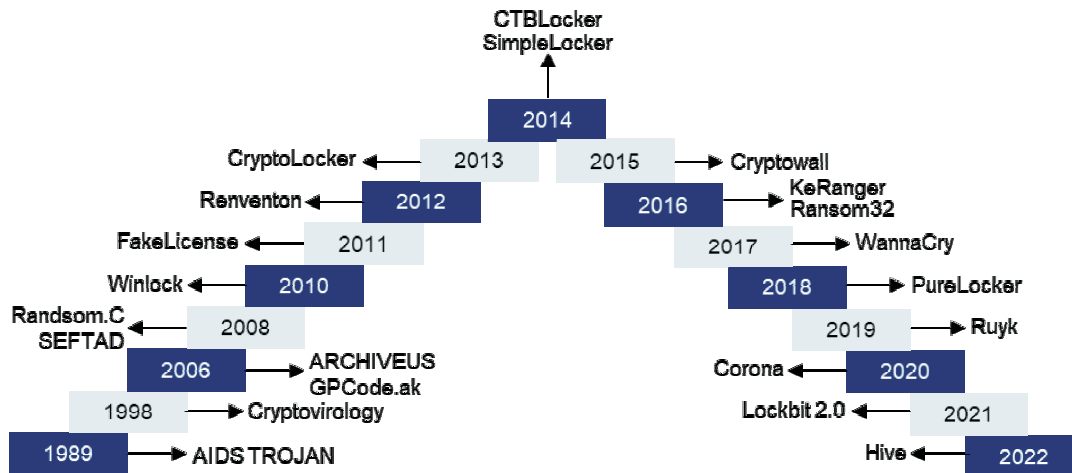 CTBLocker
SimpleLocker
2014
CryptoLocker
2013
2015
Cryptowall
Renventon
2012
2016
KeRanger
Ransom32
FakeLicense
2011
2017
WannaCry
Winlock
2010
2018
PureLocker
Randsom.C
SEFTAD
2008
2019
Ruyk
2006
ARCHIVEUS
GPCode.ak
Corona
2020
1998
Cryptovirology
Lockbit 2.0
2021
1989
AIDS TROJAN
Hive
2022